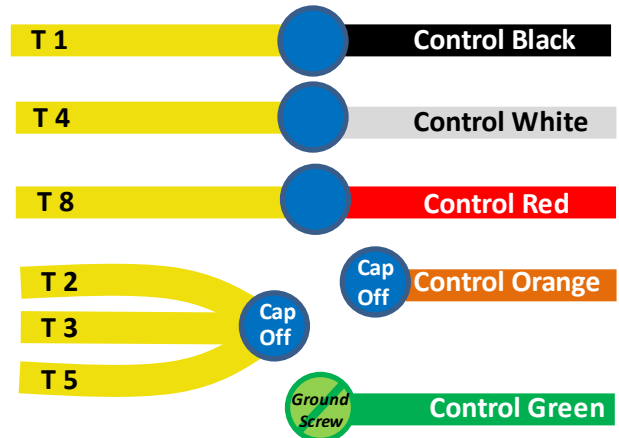 T 1 Control Black
T 4 Control White
T 8 Control Red
T 2
T 3
T 5
Cap
Off
Cap
Off
Control Orange
Ground
Screw
Control Green